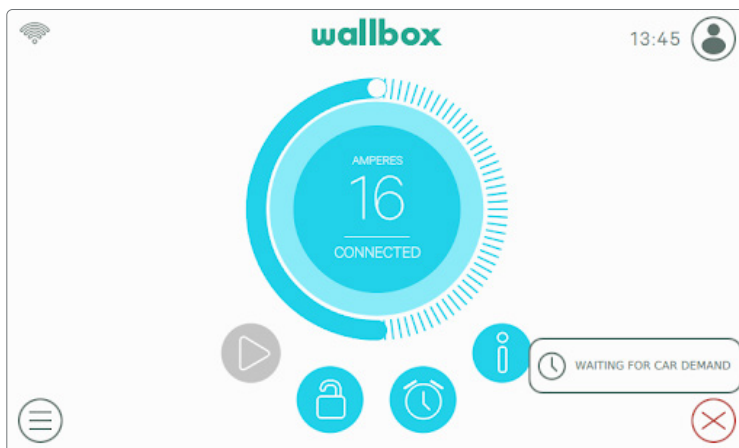 wallbox
13:45
AMPERES
16
CONNECTED
WAITING FOR CAR DEMAND